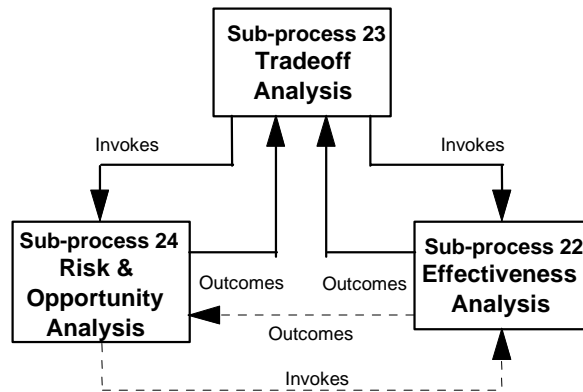 Sub-process 23
Tradeoff
Analysis
Invokes
Invokes
Sub-process 24
Risk &
Opportunity
Analysis
Sub-process 22
Effectiveness
Analysis
Outcomes
Outcomes
Outcomes
Invokes